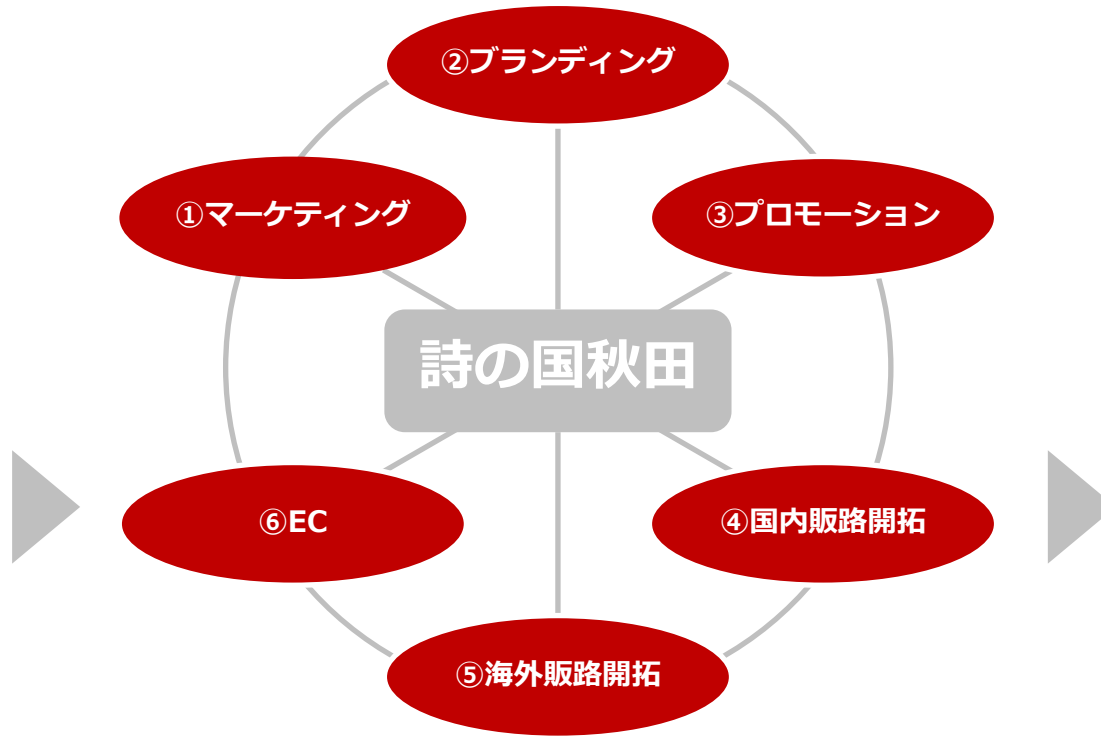 ②ブランディング
①マーケティング
③プロモーション
詩の国秋田
⑥EC
④国内販路開拓
⑤海外販路開拓